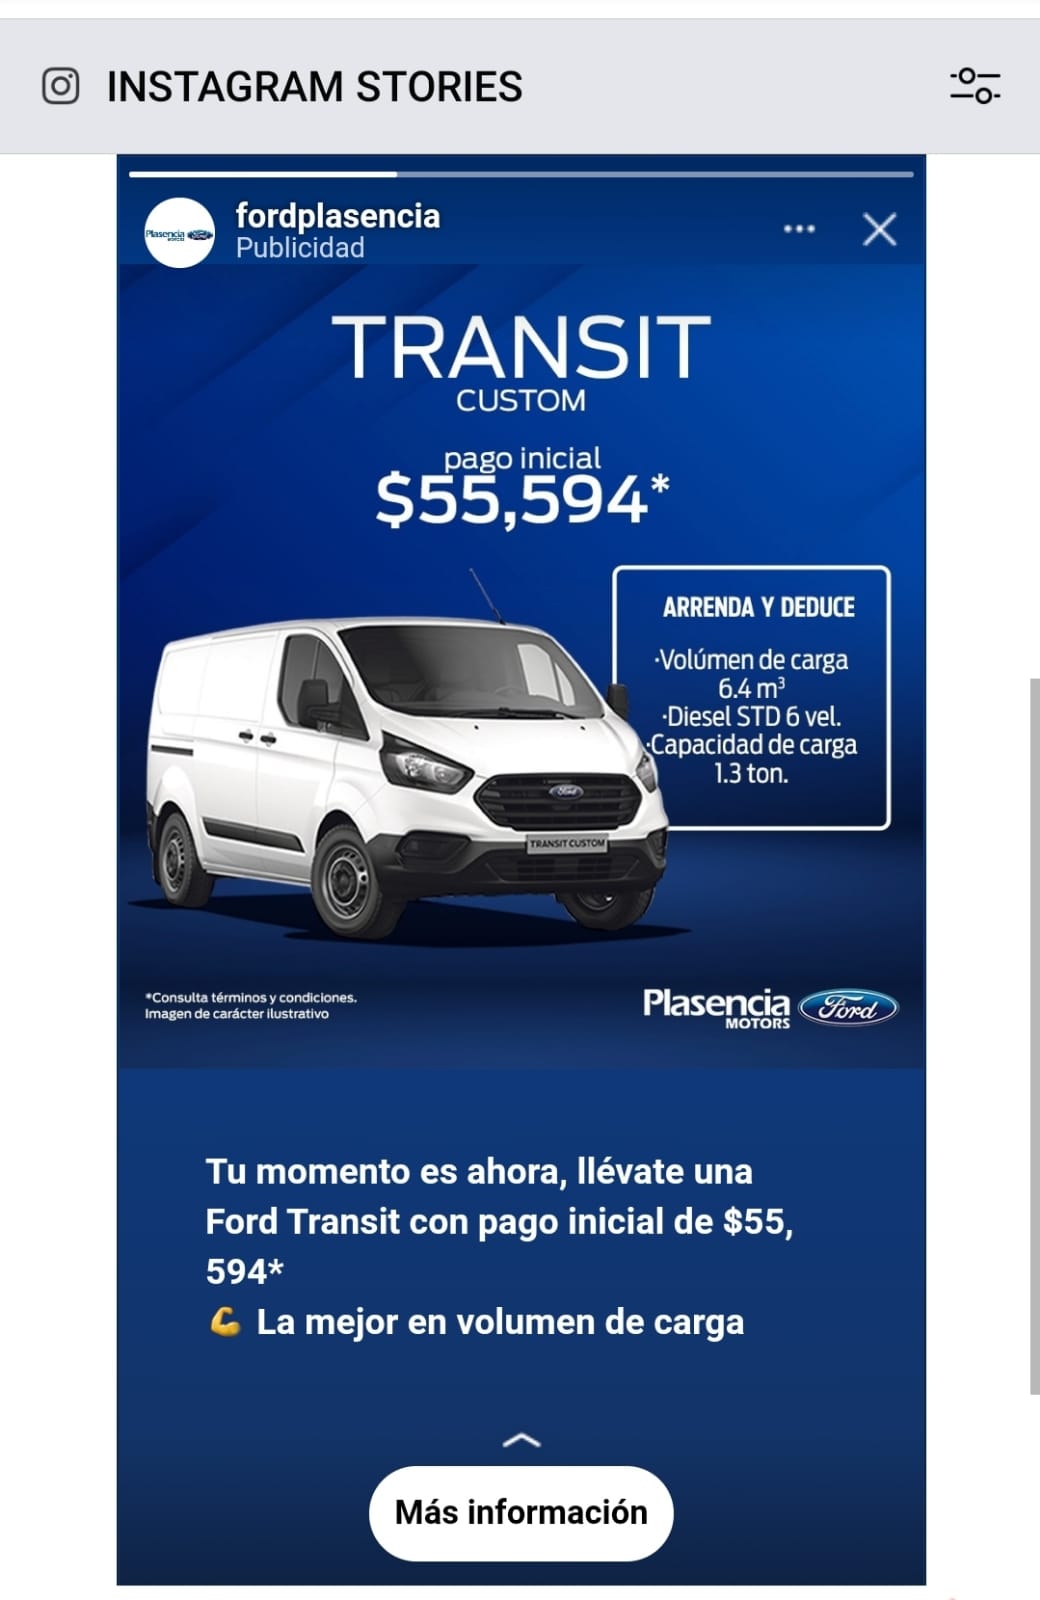 INSTAGRAM STORIES
Plasencia
MOTORS
fordplasencia
Publicidad
TRANSIT
CUSTOM
pago inicial
$55,594*
ARRENDA Y DEDUCE
·Volúmen de carga
6.4 m³
·Diesel STD 6 vel.
·Capacidad de carga
1.3 ton.
Ford
TRANSIT CUSTOM
*Consulta términos y condiciones.
Imagen de carácter ilustrativo
Plasencia
MOTORS
Ford
Tu momento es ahora, llévate una
Ford Transit con pago inicial de $55,
594*
💪 La mejor en volumen de carga
Más información